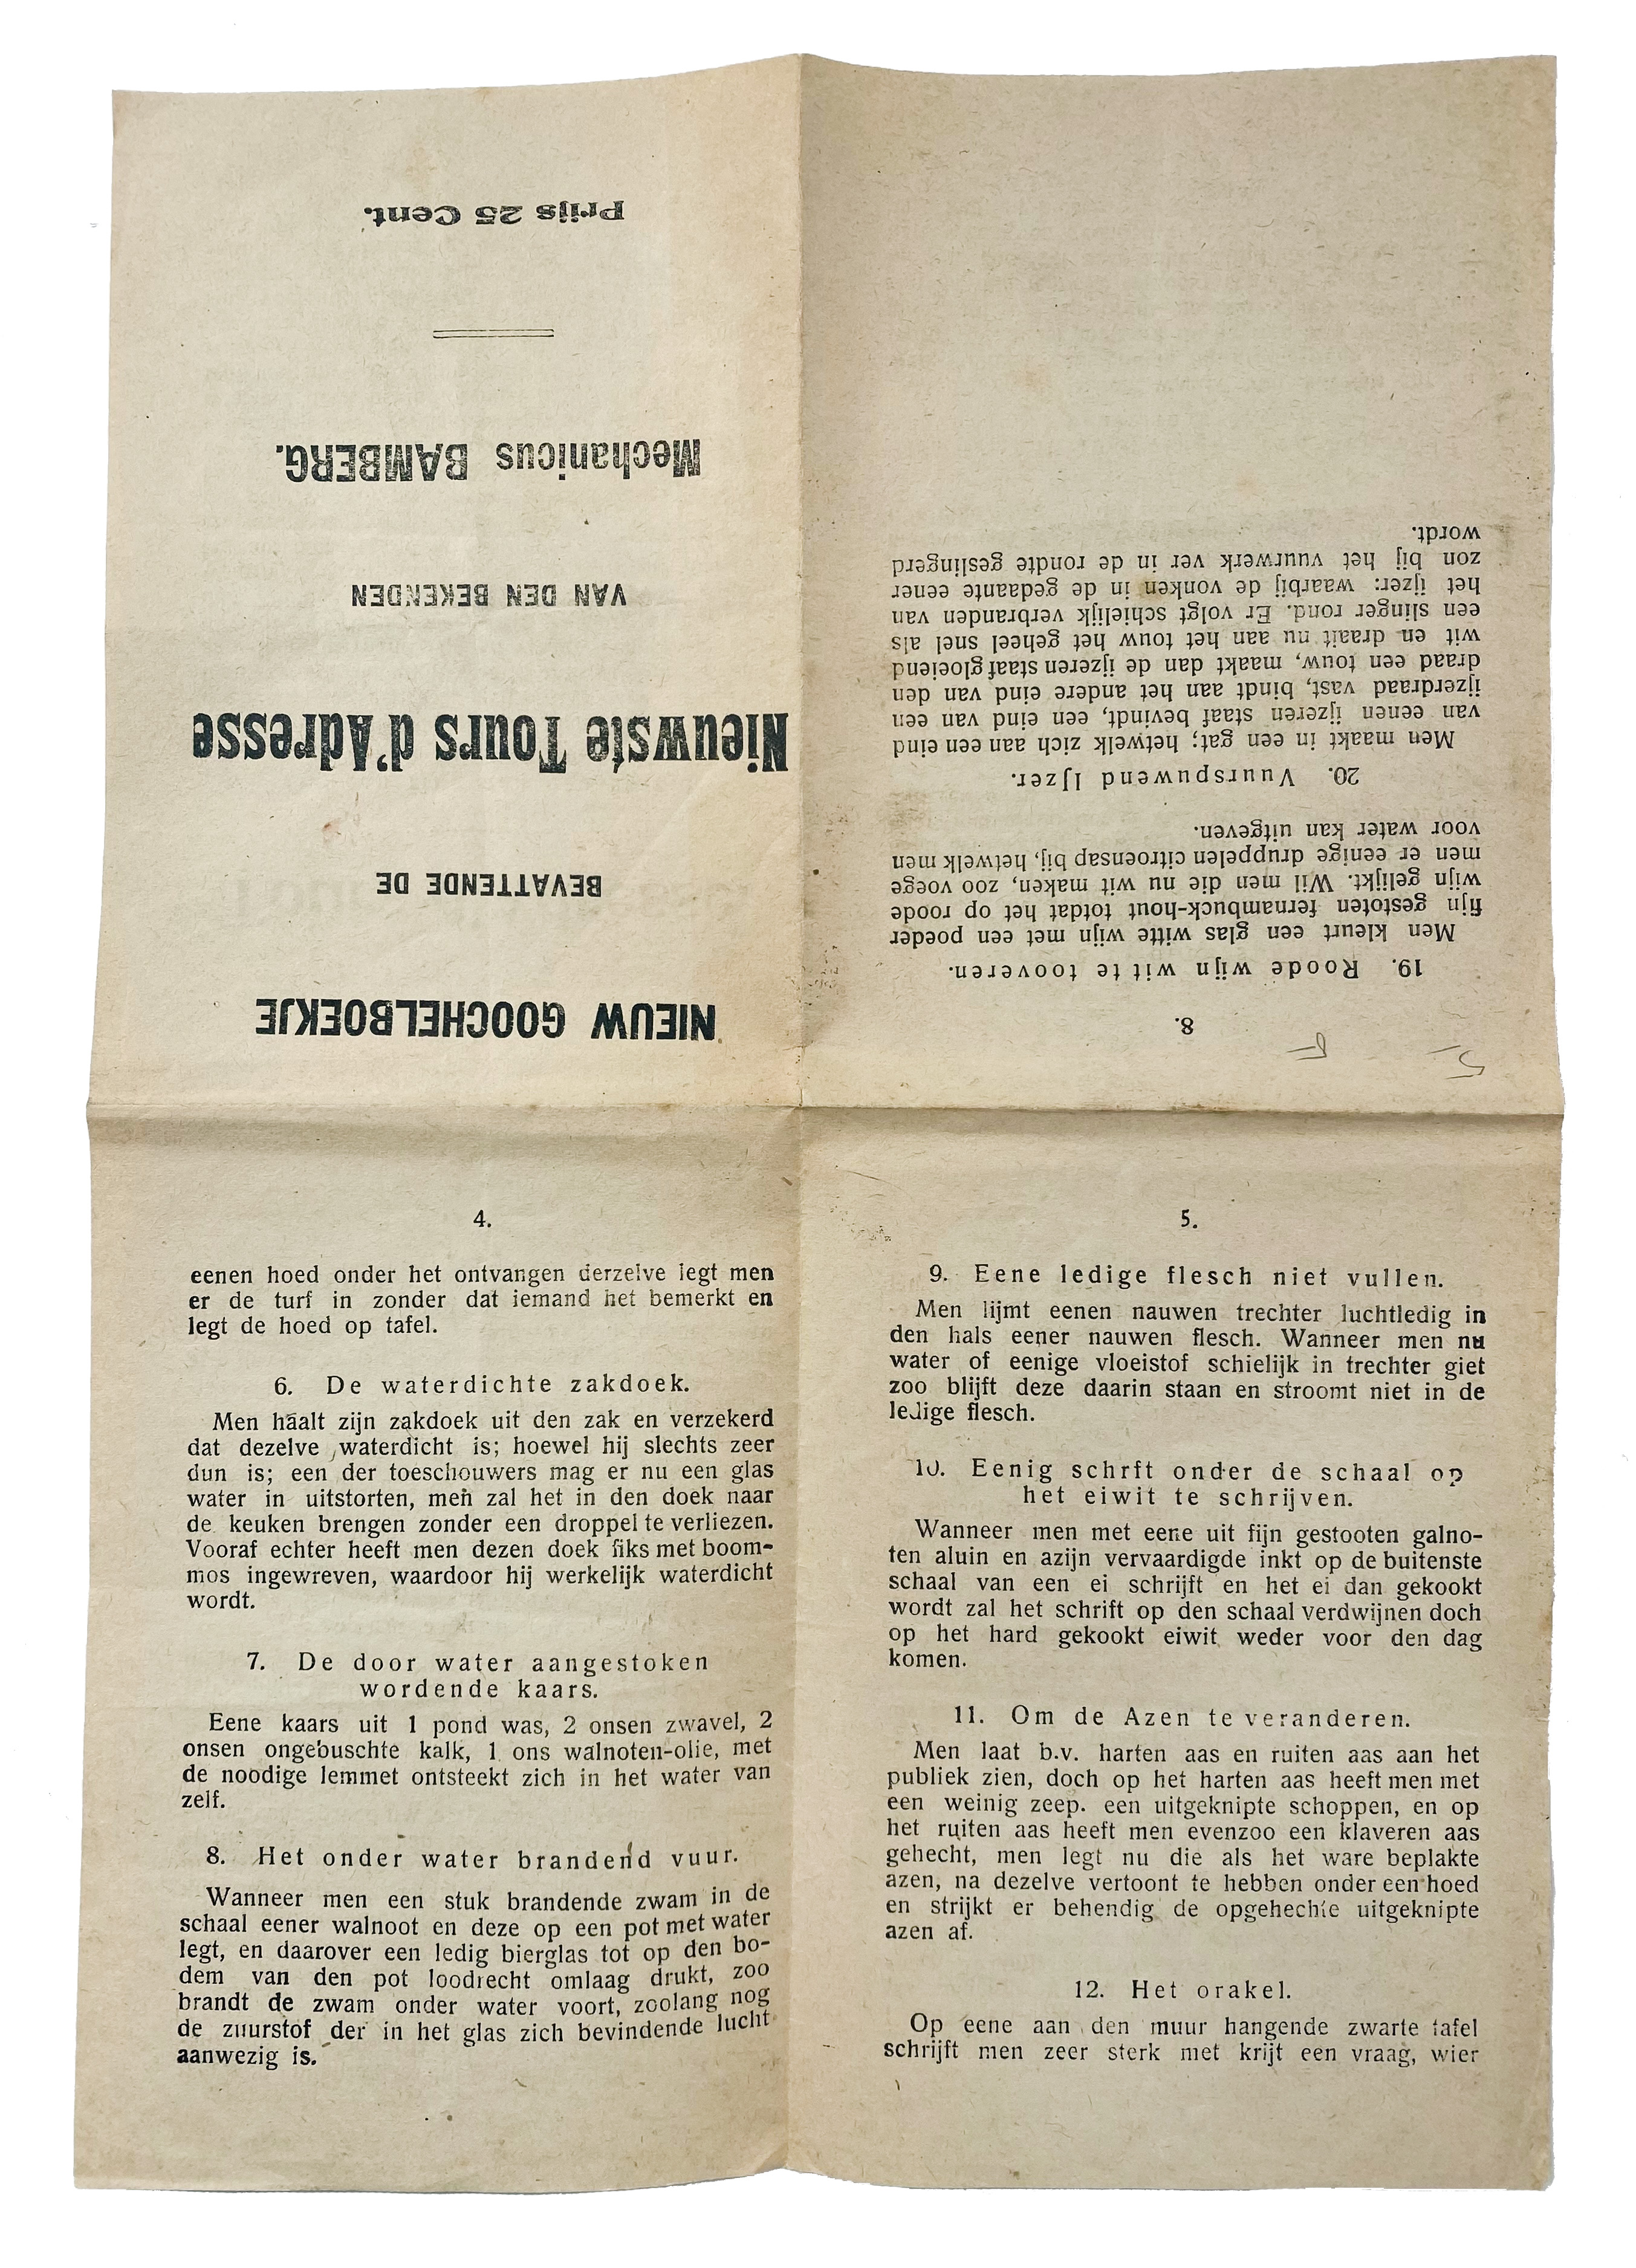 NIEUW GOOCHELBOEKJE
BEVATTENDE DE
Nieuwste Tours d'Adresse
VAN DEN BEKENDEN
Mechanicus BAMBERG.
Prijs 25 Cent.
4.
eenen hoed onder het ontvangen derzelve legt men
er de turf in zonder dat iemand het bemerkt en
legt de hoed op tafel.
6. De waterdichte zakdoek.
Men haalt zijn zakdoek uit den zak en verzekerd
dat dezelve waterdicht is; hoewel hij slechts zeer
dun is; een der toeschouwers mag er nu een glas
water in uitstorten, men zal het in den doek naar
de keuken brengen zonder een droppel te verliezen.
Vooraf echter heeft men dezen doek fiks met boom-
mos ingewreven, waardoor hij werkelijk waterdicht
wordt.
7. De door water aangestoken
wordende kaars.
Eene kaars uit 1 pond was, 2 onsen zwavel, 2
onsen ongebuschte kalk, 1 ons walnoten-olie, met
de noodige lemmet ontsteekt zich in het water van
zelf.
8. Het onder water brandend vuur.
Wanneer men een stuk brandende zwam in de
schaal eener walnoot en deze op een pot met water
legt, en daarover een ledig bierglas tot op den bo-
dem van den pot loodrecht omlaag drukt, zoo
brandt de zwam onder water voort, zoolang nog
de zuurstof der in het glas zich bevindende lucht
aanwezig is.
5.
9. Eene ledige flesch niet vullen.
Men lijmt eenen nauwen trechter luchtledig in
den hals eener nauwen flesch. Wanneer men nu
water of eenige vloeistof schielijk in trechter giet
zoo blijft deze daarin staan en stroomt niet in de
ledige flesch.
10. Eenig schrft onder de schaal op
het eiwit te schrijven.
Wanneer men met eene uit fijn gestooten galno-
ten aluin en azijn vervaardigde inkt op de buitenste
schaal van een ei schrijft en het ei dan gekookt
wordt zal het schrift op den schaal verdwijnen doch
op het hard gekookt eiwit weder voor den dag
komen.
11. Om de Azen te veranderen.
Men laat b.v. harten aas en ruiten aas aan het
publiek zien, doch op het harten aas heeft men met
een weinig zeep. een uitgeknipte schoppen, en op
het ruiten aas heeft men evenzoo een klaveren aas
gehecht, men legt nu die als het ware beplakte
azen, na dezelve vertoont te hebben onder een hoed
en strijkt er behendig de opgehechte uitgeknipte
azen af.
12. Het orakel.
Op eene aan den muur hangende zwarte tafel
schrijft men zeer sterk met krijt een vraag, wier
8.
19. Roode wijn wit te tooveren.
Men kleurt een glas witte wijn met een poeder
fijn gestoten fernambuck-hout totdat het op roode
wijn gelijkt. Wil men die nu wit maken, zoo voege
men er eenige druppelen citroensap bij, hetwelk men
voor water kan uitgeven.
20. Vuurspuwend IJzer.
Men maakt in een gat; hetwelk zich aan een eind
van eenen ijzeren staaf bevindt, een eind van een
ijzerdraad vast, bindt aan het andere eind van den
draad een touw, maakt dan de ijzeren staaf gloeiend
wit en draait nu aan het touw het geheel snel als
een slinger rond. Er volgt schielijk verbranden van
het ijzer: waarbij de vonken in de gedaante eener
zon bij het vuurwerk ver in de rondte geslingerd
wordt.